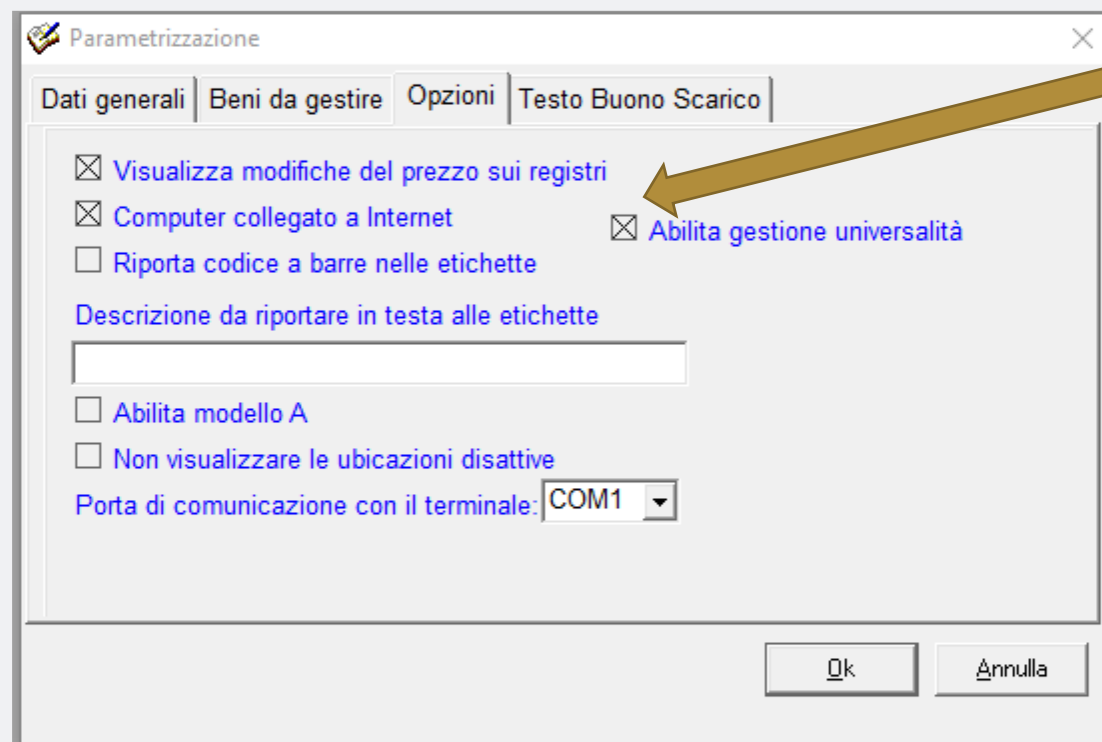 Parametrizzazione
Dati generali Beni da gestire Opzioni Testo Buono Scarico
Visualizza modifiche del prezzo sui registri
Computer collegato a Internet
Abilita gestione universalità
Riporta codice a barre nelle etichette
Descrizione da riportare in testa alle etichette
Abilita modello A
Non visualizzare le ubicazioni disattive
Porta di comunicazione con il terminale: COM1
Ok Annulla